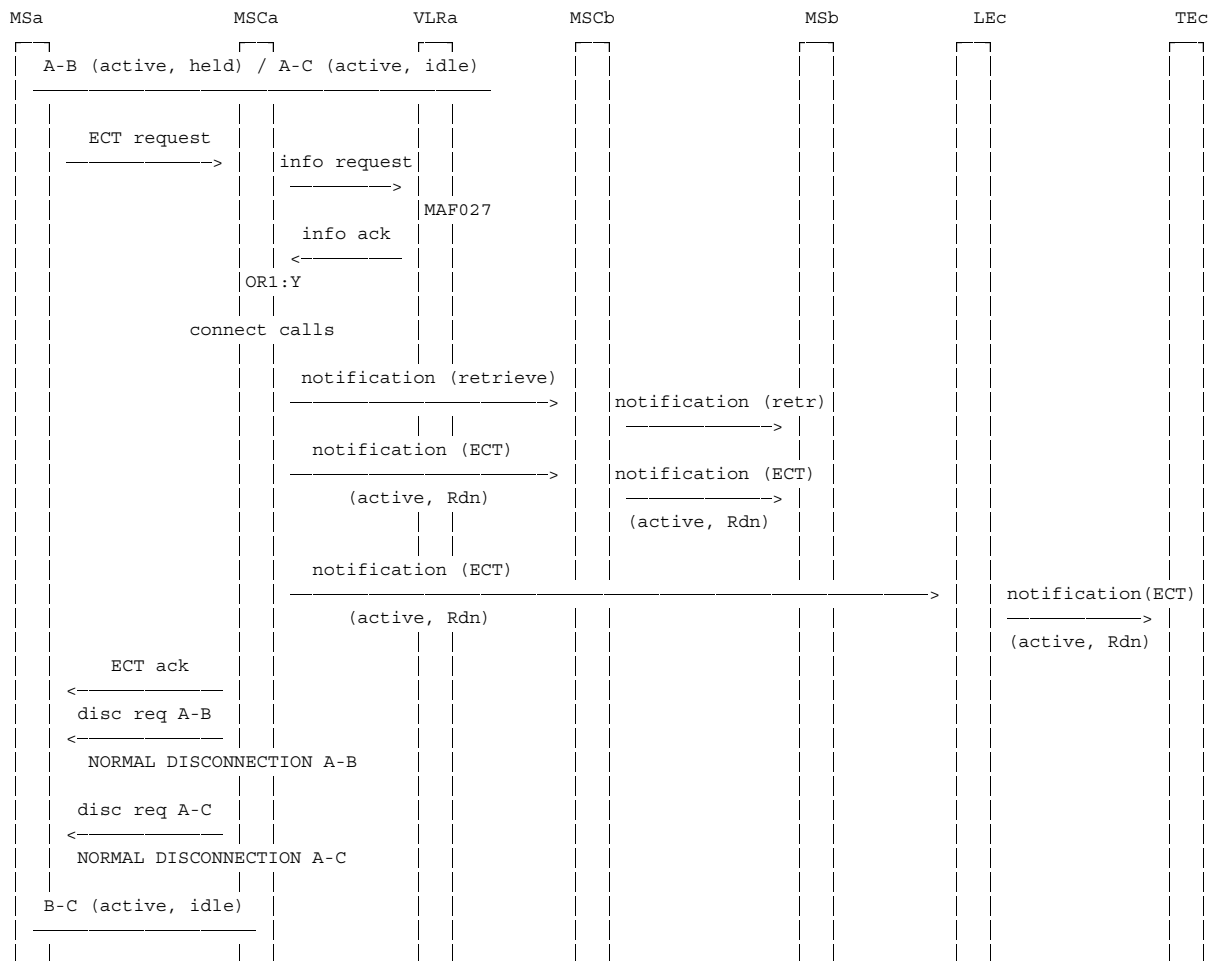 MSa MSCa VLRa MSCb MSb LEc TEc
A-B (active, held) / A-C (active, idle)
ECT request
info request
MAF027
info ack
OR1:Y
connect calls
notification (retrieve)
notification (retr)
notification (ECT)
notification (ECT)
(active, Rdn)
(active, Rdn)
notification (ECT)
notification(ECT)
(active, Rdn)
(active, Rdn)
ECT ack
disc req A-B
NORMAL DISCONNECTION A-B
disc req A-C
NORMAL DISCONNECTION A-C
B-C (active, idle)